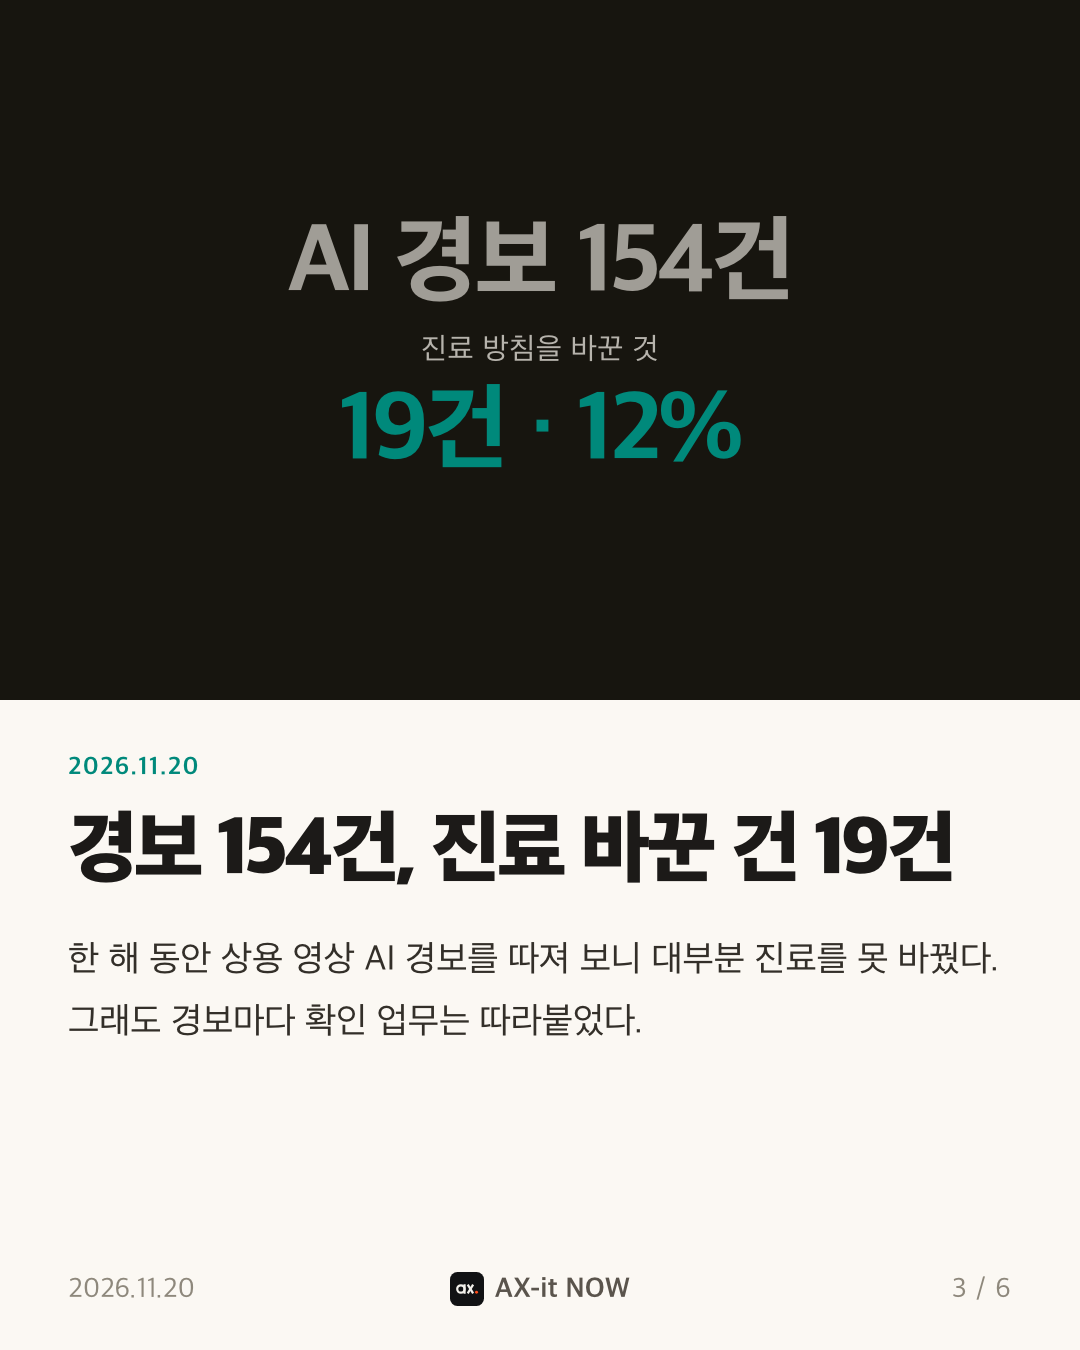 AI 경보 154건
진료 방침을 바꾼 것
19건 · 12%
2026.11.20
경보 154건, 진료 바꾼 건 19건
한 해 동안 상용 영상 AI 경보를 따져 보니 대부분 진료를 못 바꿨다.
그래도 경보마다 확인 업무는 따라붙었다.
2026.11.20
ax. AX-it NOW
3 / 6